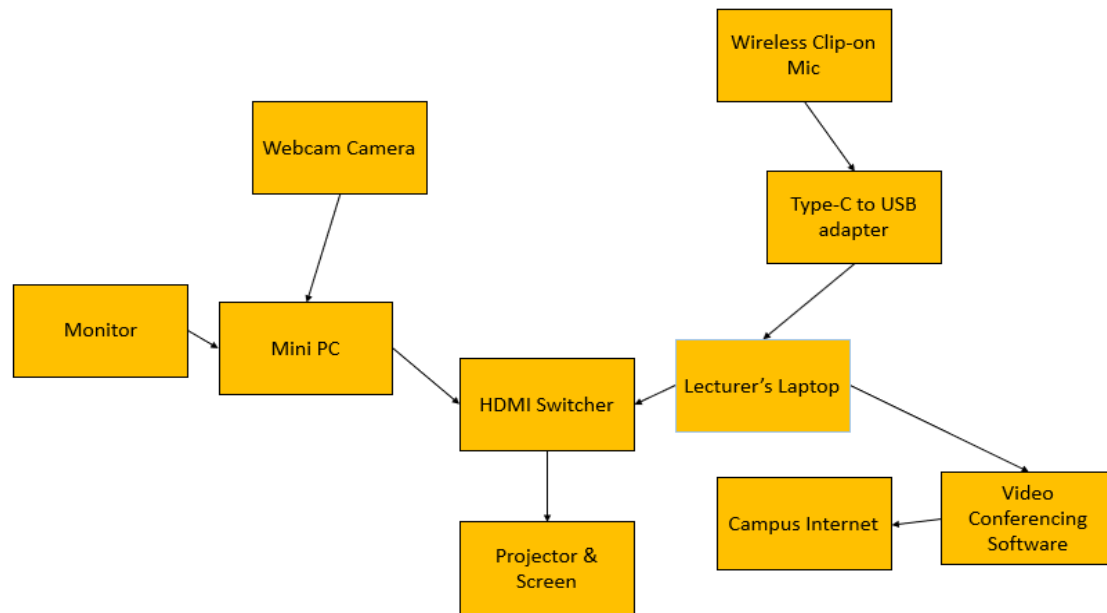 Wireless Clip-on
Mic
Webcam Camera
Type-C to USB
adapter
Monitor
Mini PC
HDMI Switcher
Lecturer’s Laptop
Campus Internet
Video
Conferencing
Software
Projector &
Screen